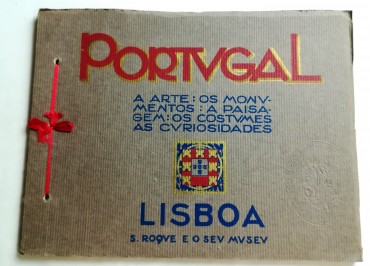 PORTVGAL
A ARTE : OS MONV-
MENTOS : A PAISA-
GEM : OS COSTVMES
AS CVRIOSIDADES
LISBOA
S. ROQVE E O SEV MVSEV